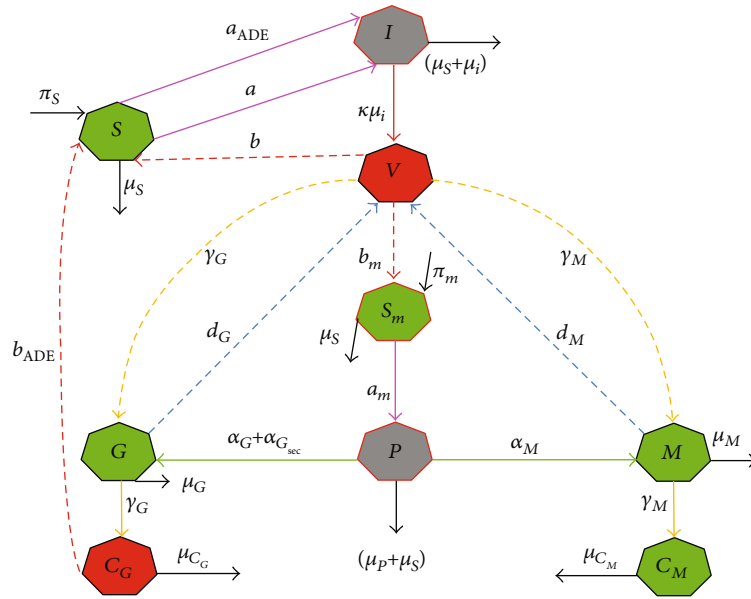 a_ADE
I
(μ_S+μ_i)
π_S
a
S
κμ_i
b
V
μ_S
γ_G
b_m
γ_M
π_m
S_m
d_G
μ_S
d_M
b_ADE
a_m
G
α_G+α_G_sec
P
α_M
M
μ_M
μ_G
γ_G
γ_M
μ_C_G
(μ_P+μ_S)
μ_C_M
C_G
C_M